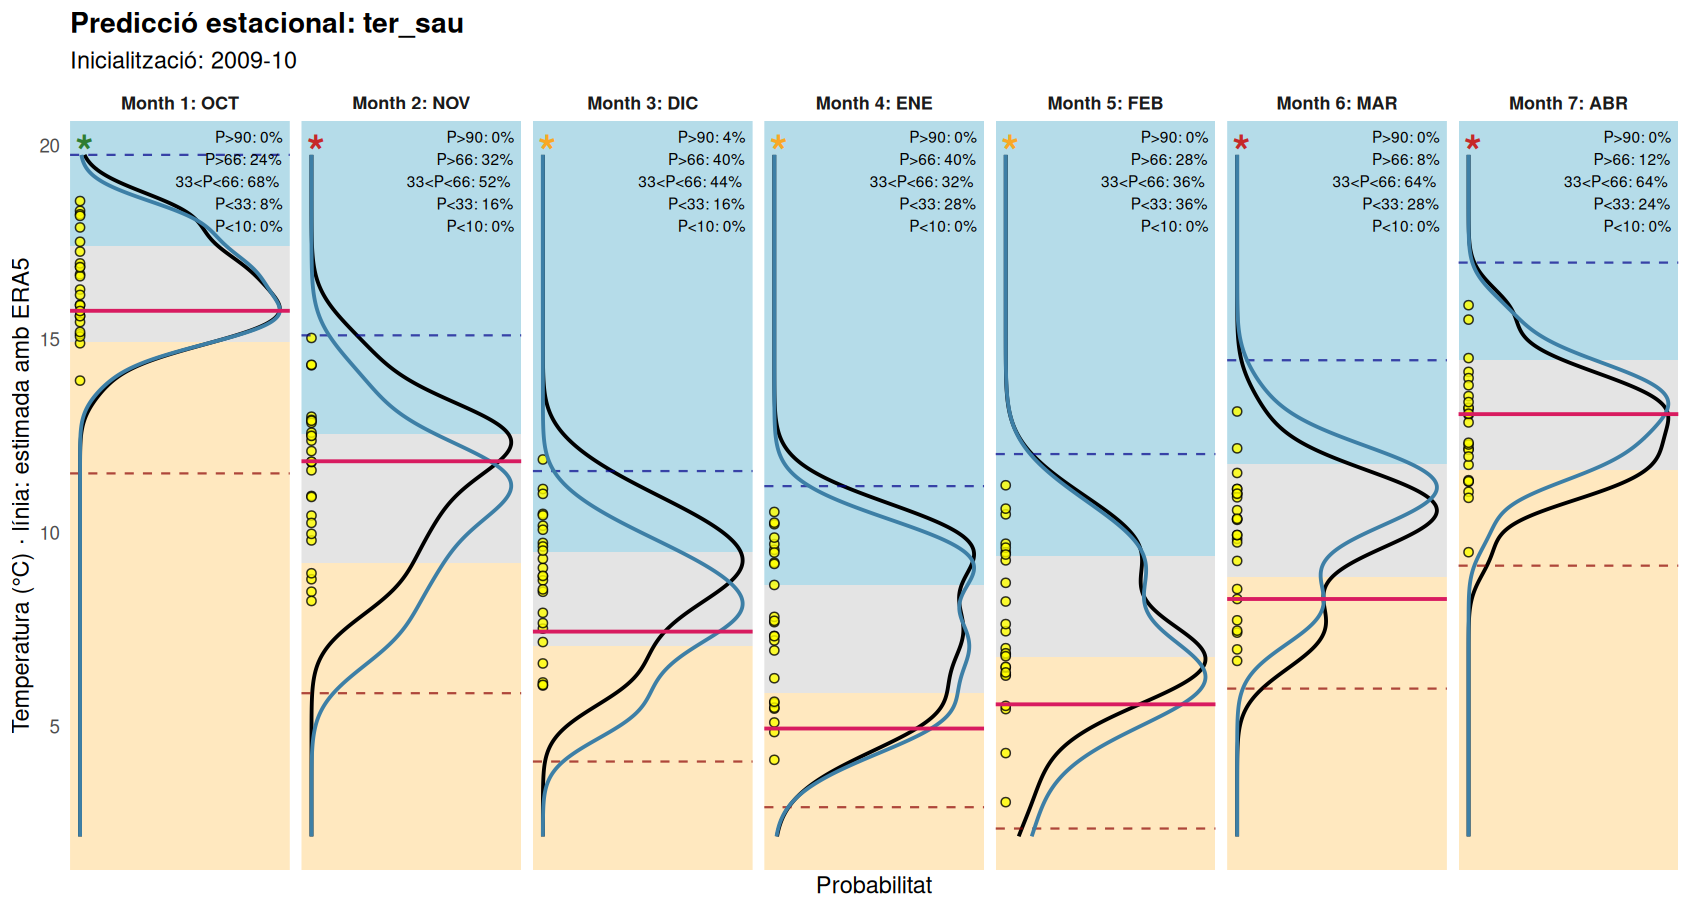 Predicció estacional: ter_sau
Inicialització: 2009-10
Month 1: OCT
Month 2: NOV
Month 3: DIC
Month 4: ENE
Month 5: FEB
Month 6: MAR
Month 7: ABR
*
P>90: 0%
P>66: 24%
33<P<66: 68%
P<33: 8%
P<10: 0%
*
P>90: 0%
P>66: 32%
33<P<66: 52%
P<33: 16%
P<10: 0%
*
P>90: 4%
P>66: 40%
33<P<66: 44%
P<33: 16%
P<10: 0%
*
P>90: 0%
P>66: 40%
33<P<66: 32%
P<33: 28%
P<10: 0%
*
P>90: 0%
P>66: 28%
33<P<66: 36%
P<33: 36%
P<10: 0%
*
P>90: 0%
P>66: 8%
33<P<66: 64%
P<33: 28%
P<10: 0%
*
P>90: 0%
P>66: 12%
33<P<66: 64%
P<33: 24%
P<10: 0%
20
15
10
5
Temperatura (°C) · línia: estimada amb ERA5
Probabilitat